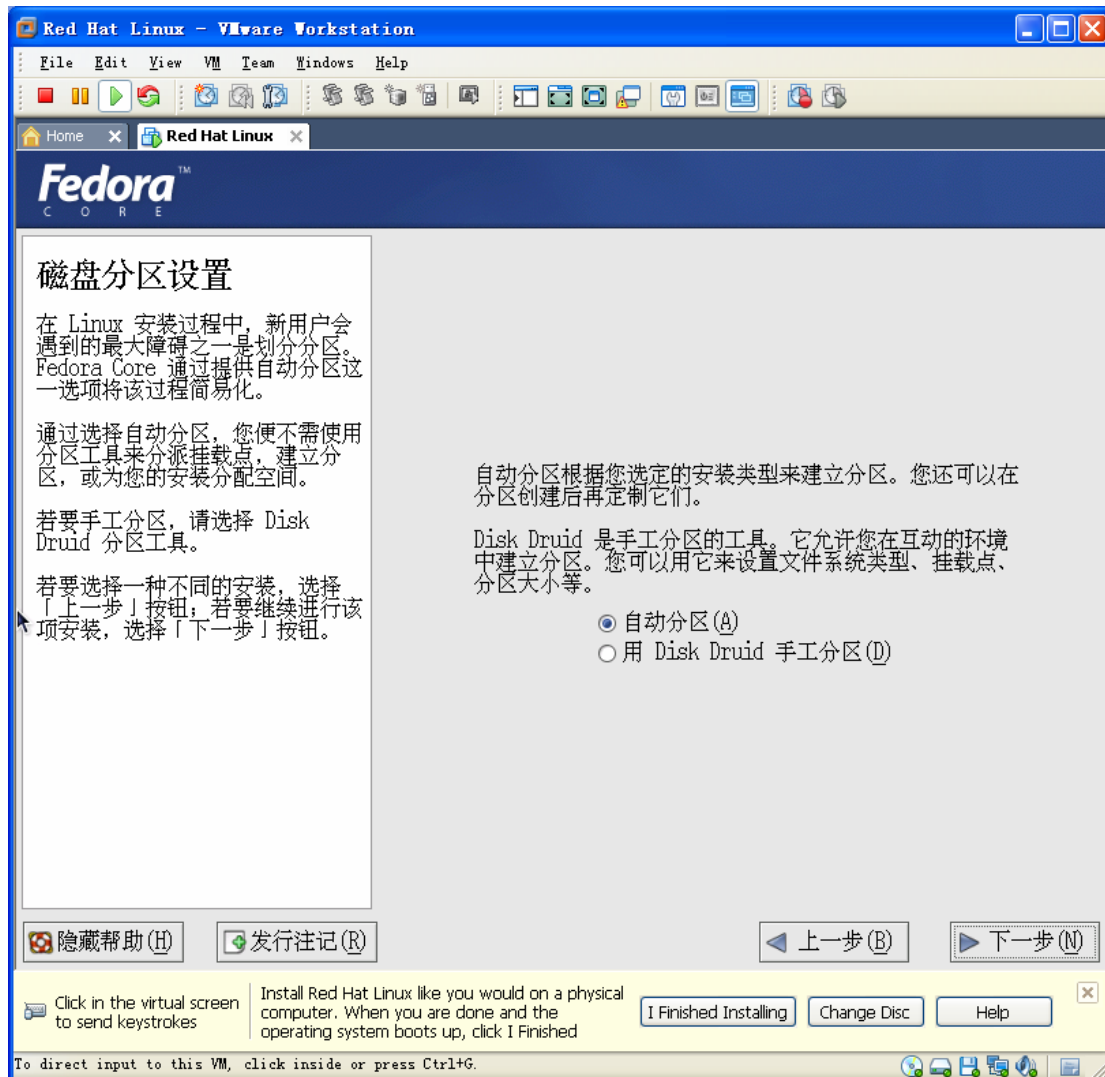 Red Hat Linux - VMware Workstation
File Edit View VM Team Windows Help
Home Red Hat Linux
Fedora™
CORE
磁盘分区设置
在 Linux 安装过程中，新用户会
遇到的最大障碍之一是划分分区。
Fedora Core 通过提供自动分区这
一选项将该过程简易化。
通过选择自动分区，您便不需使用
分区工具来分派挂载点，建立分
区，或为您的安装分配空间。
若要手工分区，请选择 Disk
Druid 分区工具。
若要选择一种不同的安装，选择
「上一步」按钮；若要继续进行该
项安装，选择「下一步」按钮。
自动分区根据您选定的安装类型来建立分区。您还可以在
分区创建后再定制它们。
Disk Druid 是手工分区的工具。它允许您在互动的环境
中建立分区。您可以用它来设置文件系统类型、挂载点、
分区大小等。
自动分区(A)
用 Disk Druid 手工分区(D)
隐藏帮助(H) 发行注记(R) 上一步(B) 下一步(N)
Click in the virtual screen
to send keystrokes
Install Red Hat Linux like you would on a physical
computer. When you are done and the
operating system boots up, click I Finished
I Finished Installing Change Disc Help
To direct input to this VM, click inside or press Ctrl+G.